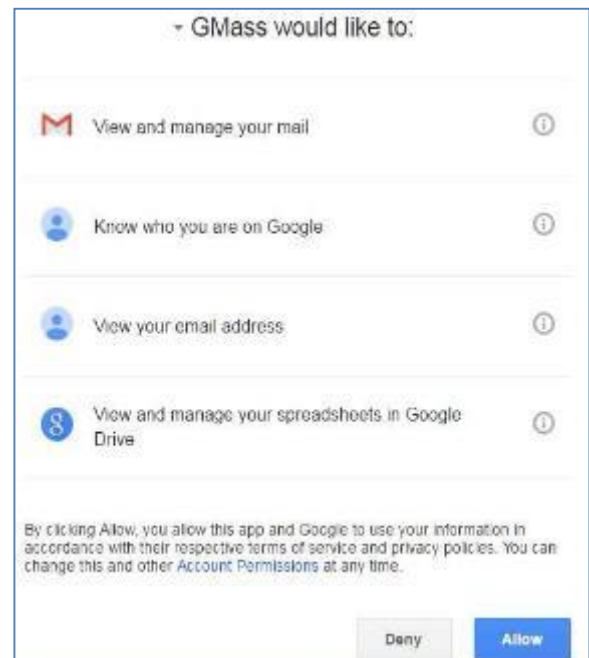 GMass would like to:
View and manage your mail
Know who you are on Google
View your email address
View and manage your spreadsheets in Google
Drive
By clicking Allow, you allow this app and Google to use your information in
accordance with their respective terms of service and privacy policies. You can
change this and other Account Permissions at any time.
Deny Allow